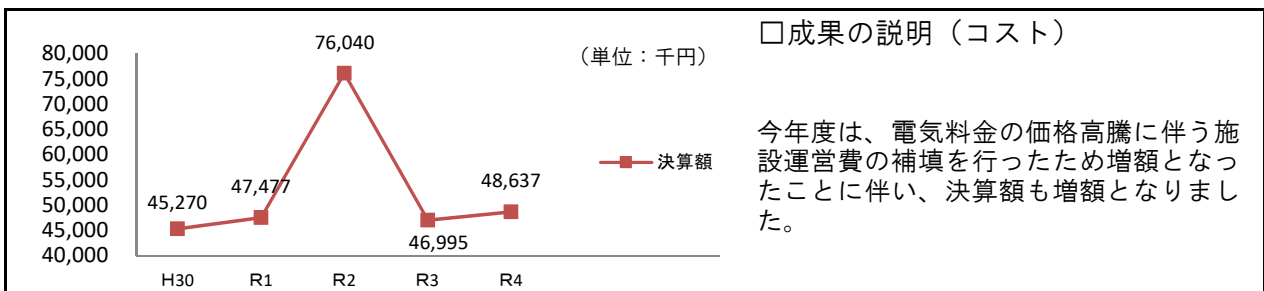 80,000
75,000
70,000
65,000
60,000
55,000
50,000
45,000
40,000
76,040
(単位:千円)
45,270
47,477
46,995
48,637
決算額
H30
R1
R2
R3
R4
□成果の説明(コスト)
今年度は、電気料金の価格高騰に伴う施
設運営費の補填を行ったため増額となっ
たことに伴い、決算額も増額となりまし
た。